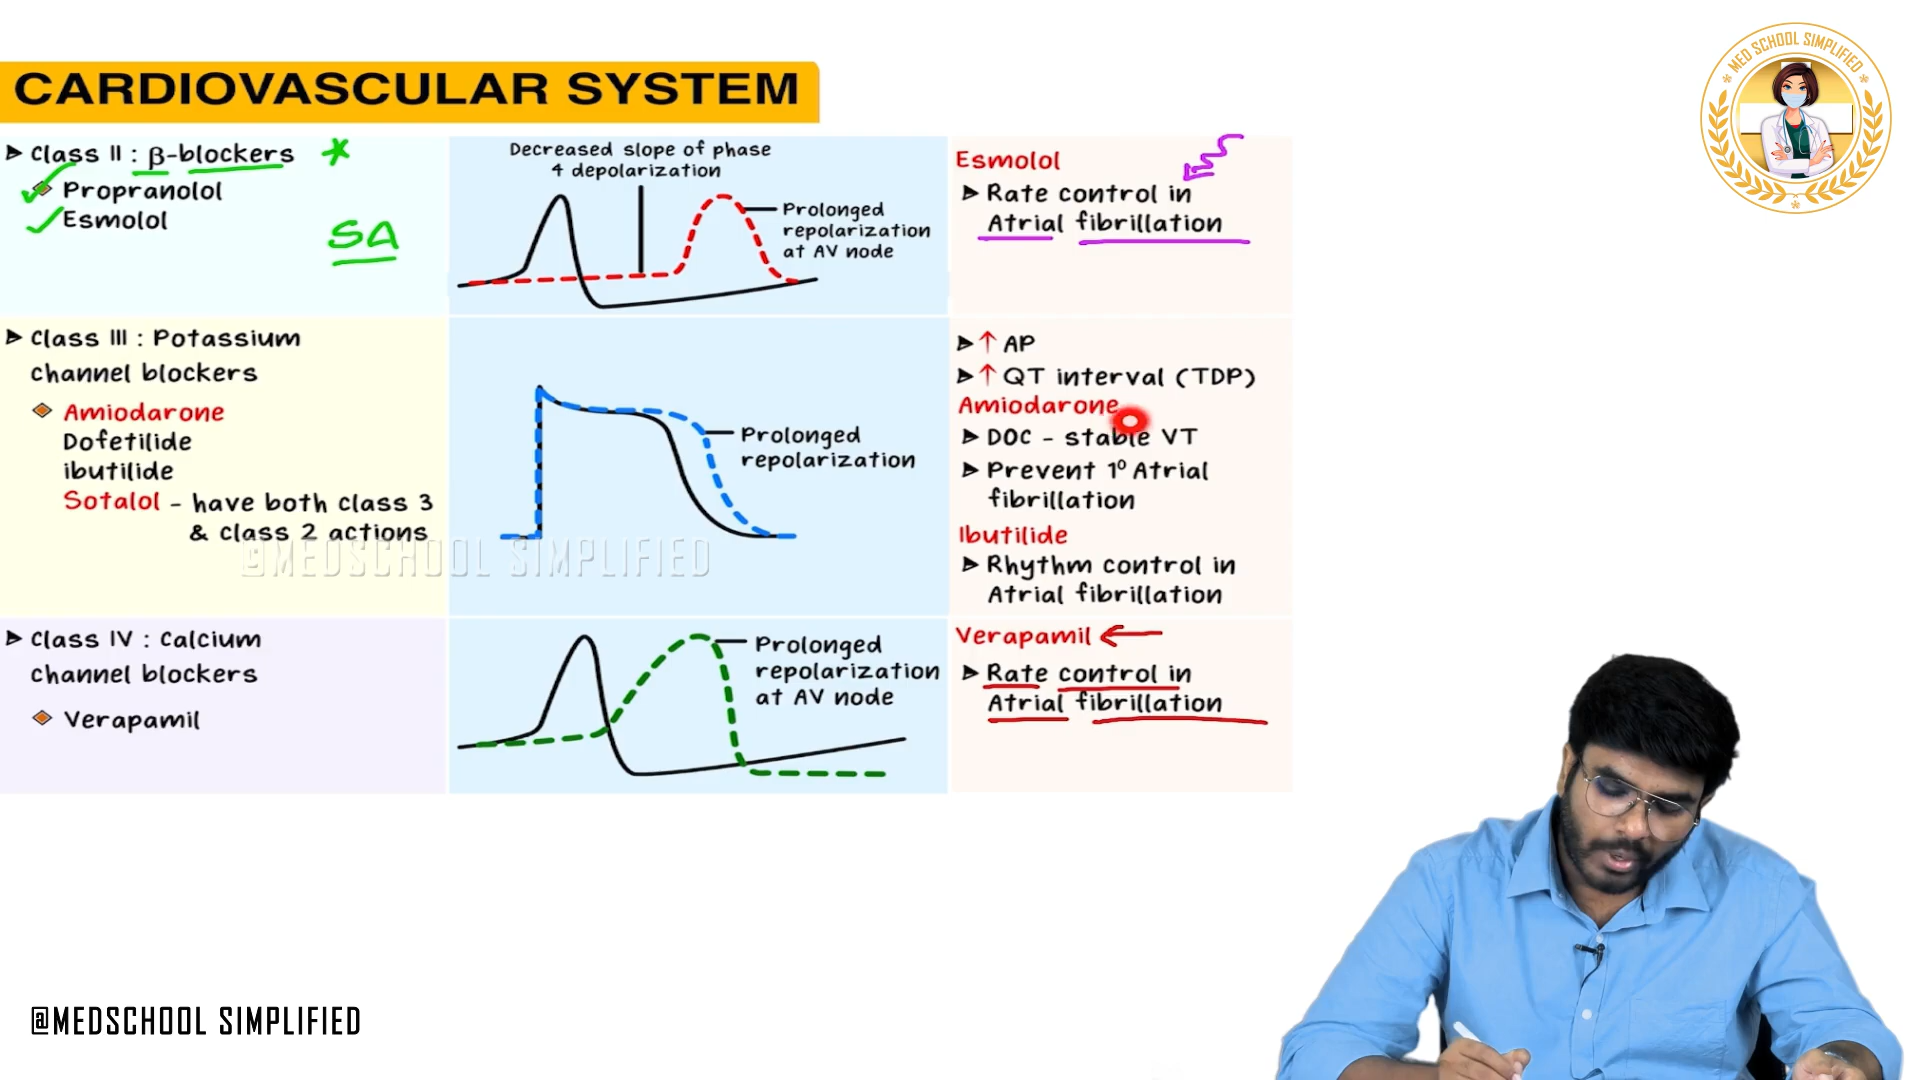 MED SCHOOL SIMPLIFIED
CARDIOVASCULAR SYSTEM
Class II : β-blockers *
Propranolol
Esmolol
SA
Decreased slope of phase
4 depolarization
Prolonged
repolarization
at AV node
Esmolol
Rate control in
Atrial fibrillation
Class III : Potassium
channel blockers
Amiodarone
Dofetilide
ibutilide
Sotalol - have both class 3
& class 2 actions
Prolonged
repolarization
↑ AP
↑ QT interval (TDP)
Amiodarone
DOC - stable VT
Prevent 1⁰ Atrial
fibrillation
Ibutilide
Rhythm control in
Atrial fibrillation
@MEDSCHOOL SIMPLIFIED
Class IV : Calcium
channel blockers
Verapamil
Prolonged
repolarization
at AV node
Verapamil ←
Rate control in
Atrial fibrillation
@MEDSCHOOL SIMPLIFIED